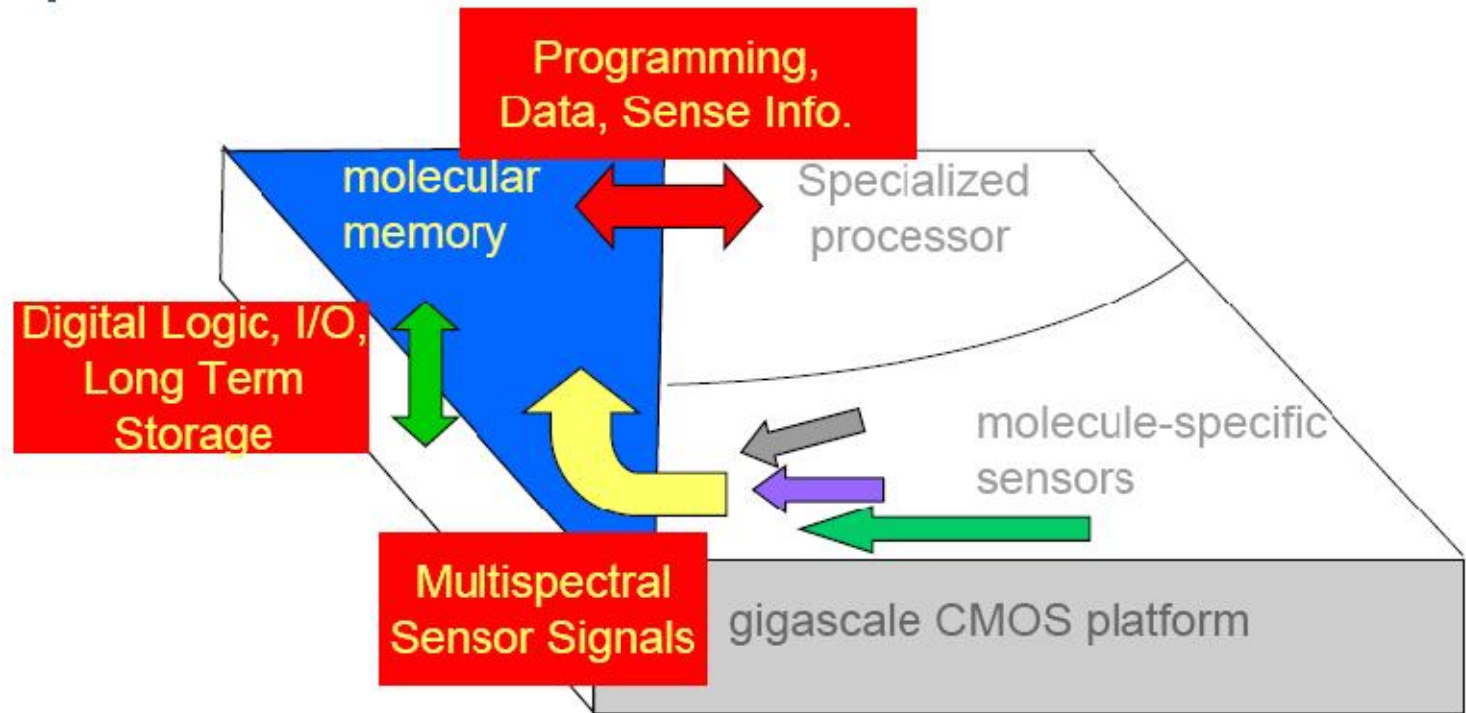 Programming,
Data, Sense Info.
molecular
memory
Specialized
processor
Digital Logic, I/O,
Long Term
Storage
molecule-specific
sensors
Multispectral
Sensor Signals
gigascale CMOS platform